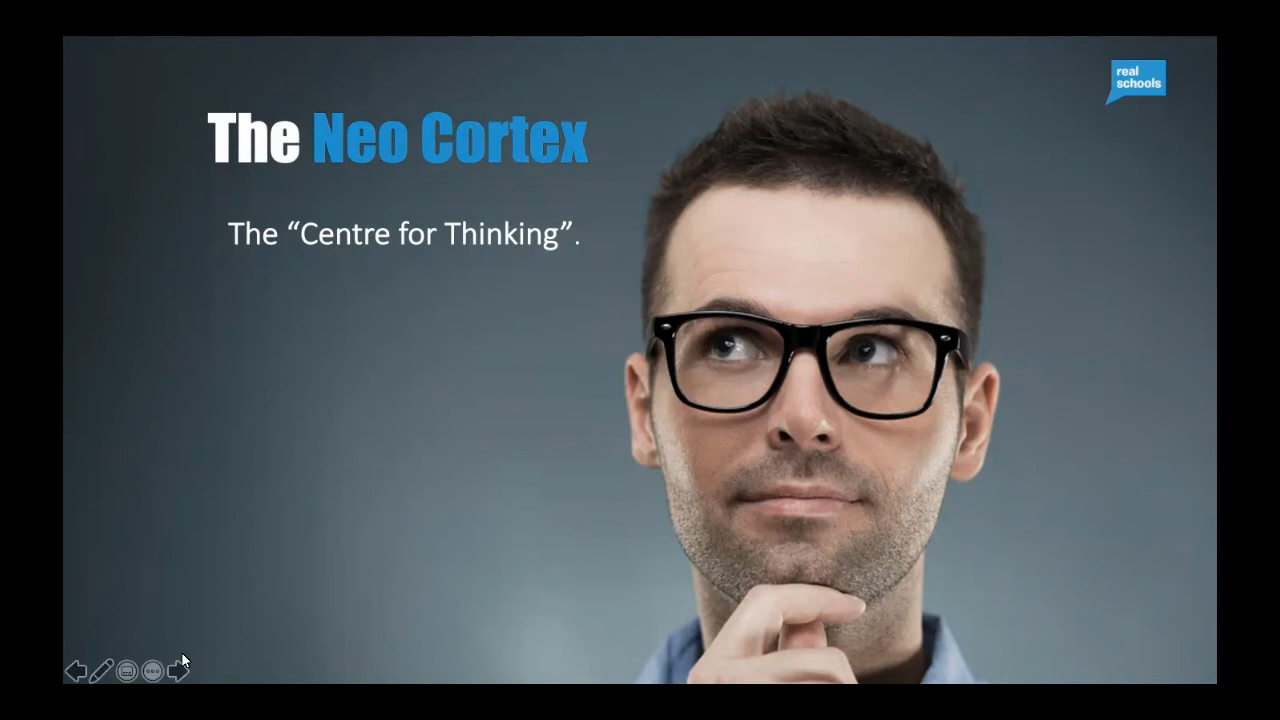 real
schools
The Neo Cortex
The “Centre for Thinking”.